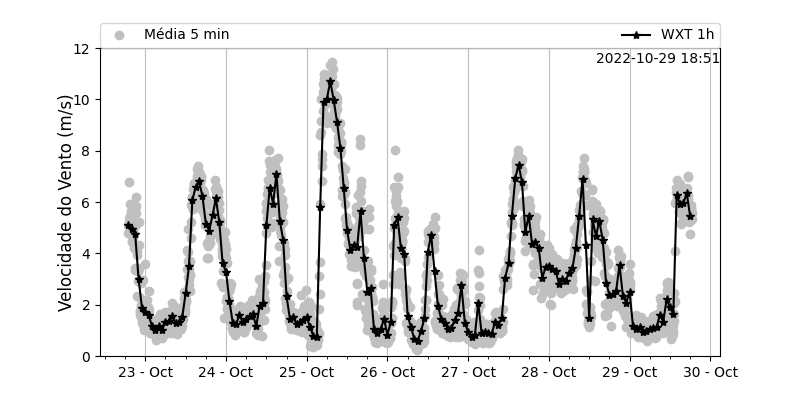 Média 5 min
WXT 1h
2022-10-29 18:51
Velocidade do Vento (m/s)
12
10
8
6
4
2
0
23 - Oct
24 - Oct
25 - Oct
26 - Oct
27 - Oct
28 - Oct
29 - Oct
30 - Oct